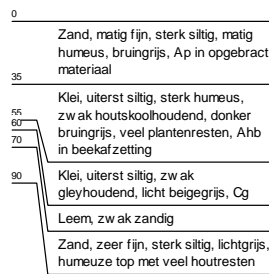 0
Zand, matig fijn, sterk siltig, matig
humeus, bruingrijs, Ap in opgebract
materiaal
35
Klei, uiterst siltig, sterk humeus,
zwak houtskoolhoudend, donker
bruingrijs, veel plantenresten, Ahb
in beekafzetting
55
Klei, uiterst siltig, zwak
gleyhoudend, licht beigegrijs, Cg
60
Leem, zwak zandig
70
Zand, zeer fijn, sterk siltig, lichtgrijs,
humeuze top met veel houtresten
90